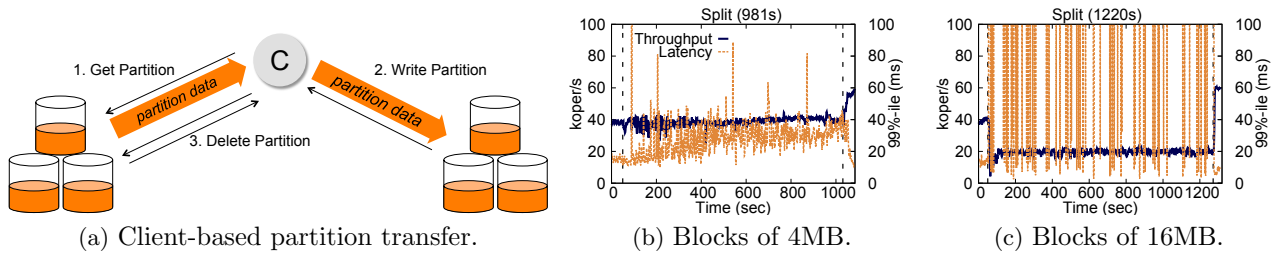 C
1. Get Partition
partition data
2. Write Partition
partition data
3. Delete Partition
(a) Client-based partition transfer.
Split (981s)
Throughput
Latency
koper/s
100
80
60
40
20
0
0 200 400 600 800 1000
Time (sec)
100
80
60
40
20
0
99%-ile (ms)
(b) Blocks of 4MB.
Split (1220s)
koper/s
100
80
60
40
20
0
0 200 400 600 800 1000 1200
Time (sec)
100
80
60
40
20
0
99%-ile (ms)
(c) Blocks of 16MB.